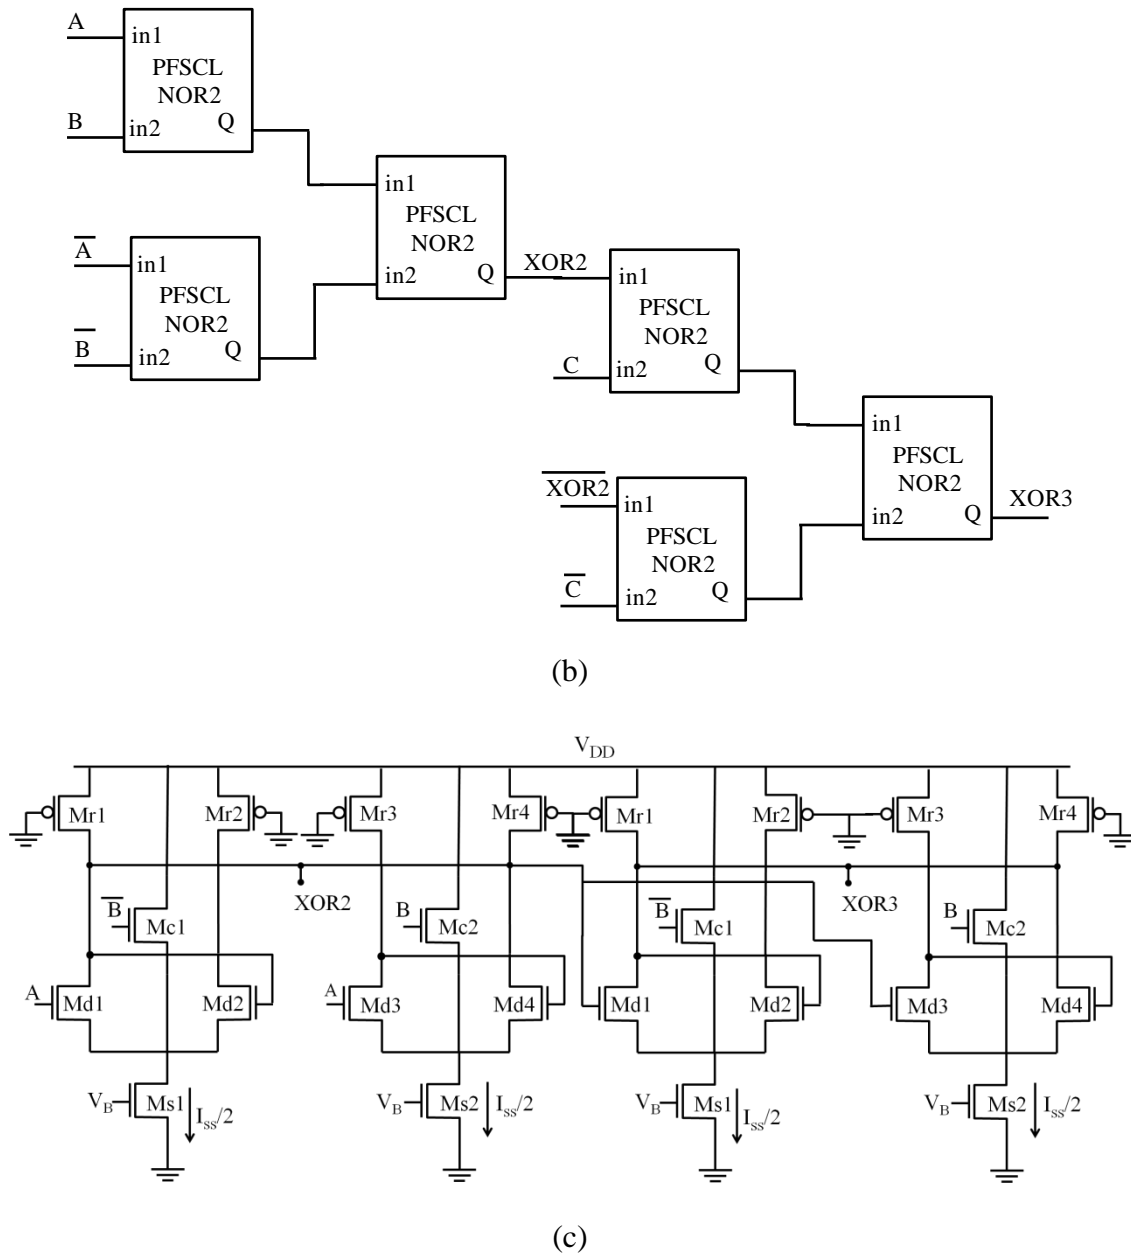 A
in1
PFSCL
NOR2
B
in2
Q
in1
PFSCL
NOR2
in2
Q
XOR2
A̅
in1
PFSCL
NOR2
B̅
in2
Q
in1
PFSCL
NOR2
C
in2
Q
in1
PFSCL
NOR2
in2
Q
XOR3
X̅O̅R̅2̅
in1
PFSCL
NOR2
C̅
in2
Q
(b)
V_DD
Mr1
Mr2
Mr3
Mr4
Mr1
Mr2
Mr3
Mr4
XOR2
XOR3
B̅
Mc1
B
Mc2
B̅
Mc1
B
Mc2
A
Md1
Md2
A
Md3
Md4
Md1
Md2
Md3
Md4
V_B
Ms1
I_SS/2
V_B
Ms2
I_SS/2
V_B
Ms1
I_SS/2
V_B
Ms2
I_SS/2
(c)